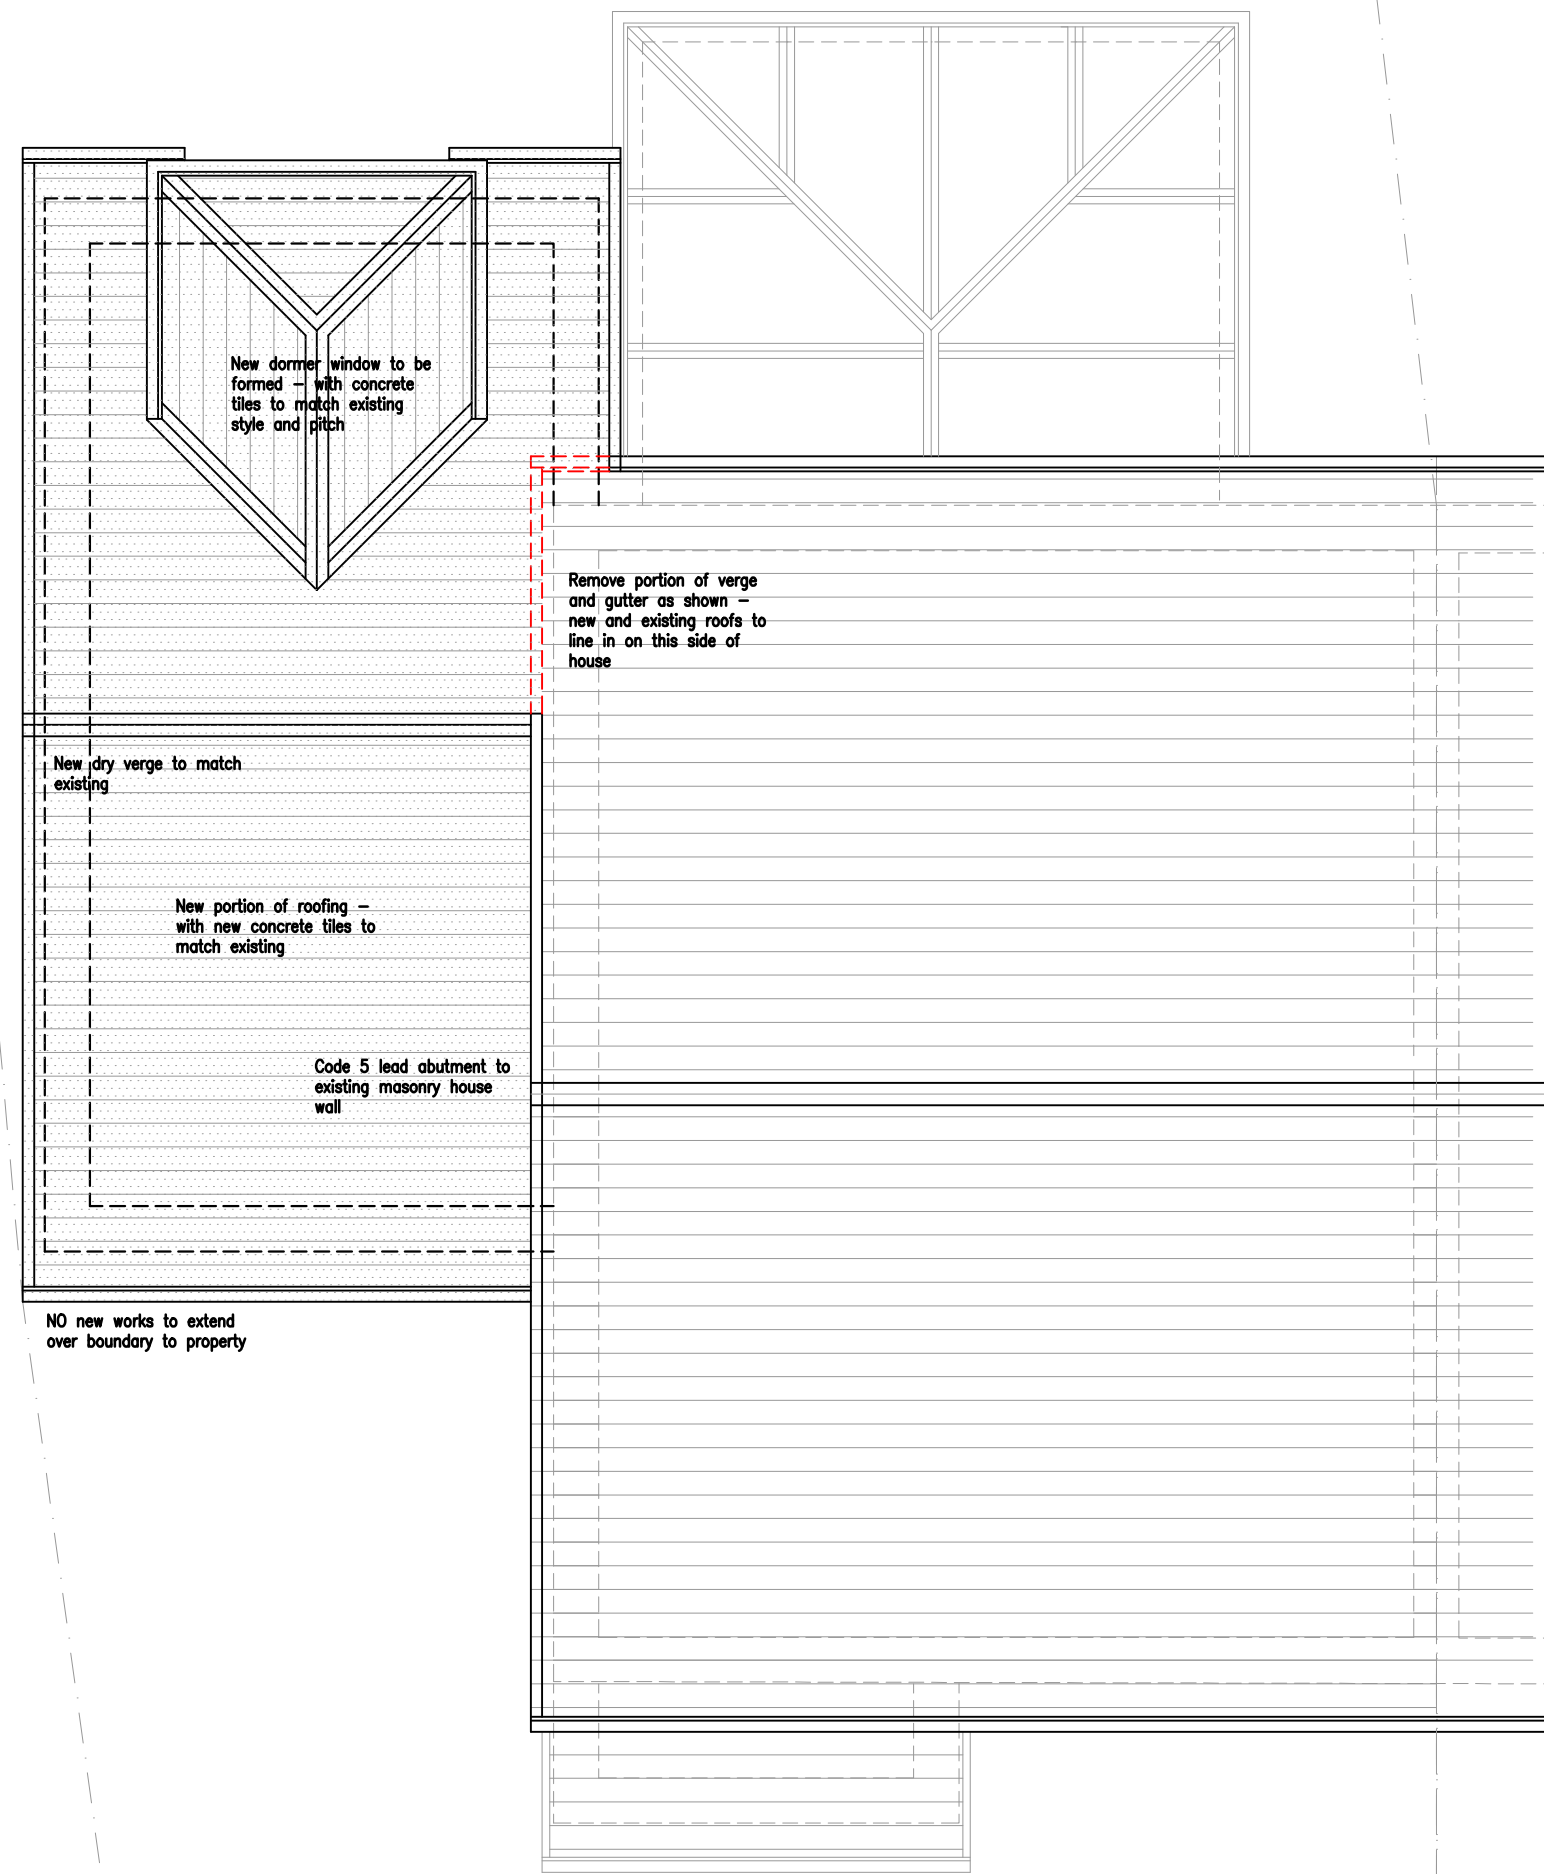 New dormer window to be
formed – with concrete
tiles to match existing
style and pitch
Remove portion of verge
and gutter as shown –
new and existing roofs to
line in on this side of
house
New dry verge to match
existing
New portion of roofing –
with new concrete tiles to
match existing
Code 5 lead abutment to
existing masonry house
wall
NO new works to extend
over boundary to property